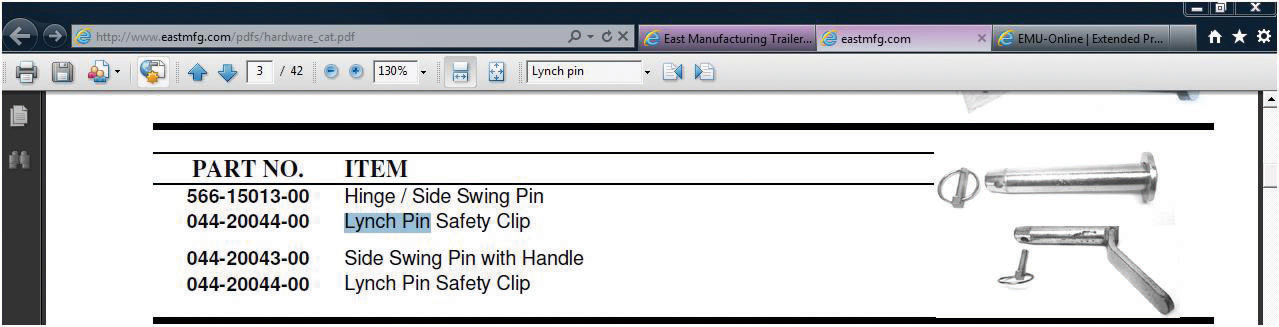 http://www.eastmfg.com/pdfs/hardware_cat.pdf
East Manufacturing Trailer...
eastmfg.com
EMU-Online | Extended Pr...
3 / 42
130%
Lynch pin
PART NO. ITEM
566-15013-00 Hinge / Side Swing Pin
044-20044-00 Lynch Pin Safety Clip
044-20043-00 Side Swing Pin with Handle
044-20044-00 Lynch Pin Safety Clip